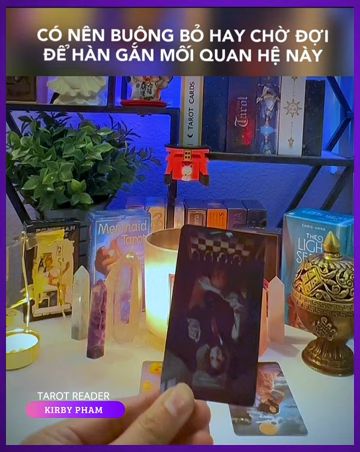 CÓ NÊN BUÔNG BỎ HAY CHỜ ĐỢI
ĐỂ HÀN GẮN MỐI QUAN HỆ NÀY
TAROT CARDS
TAROT
Mermaid
Tarot
THE
LIGHT
TAROT READER
KIRBY PHAM